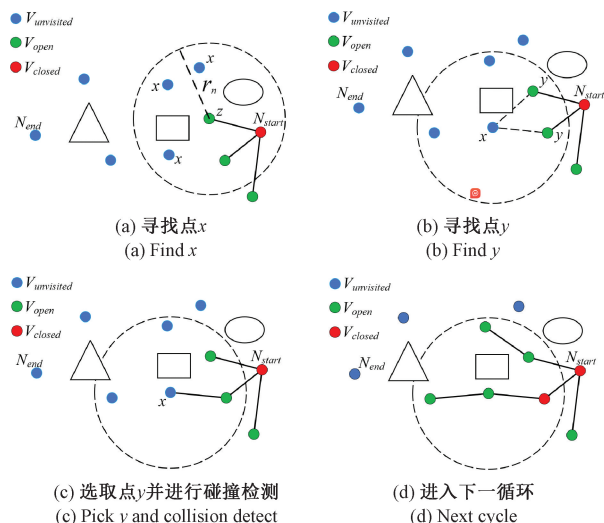 V_unvisited
V_open
V_closed
N_end
x
x
r_n
z
N_start
x
(a) 寻找点x
(a) Find x
V_unvisited
V_open
V_closed
N_end
y
N_start
x
y
(b) 寻找点y
(b) Find y
V_unvisited
V_open
V_closed
N_end
N_start
x
(c) 选取点y并进行碰撞检测
(c) Pick y and collision detect
V_unvisited
V_open
V_closed
N_end
N_start
(d) 进入下一循环
(d) Next cycle